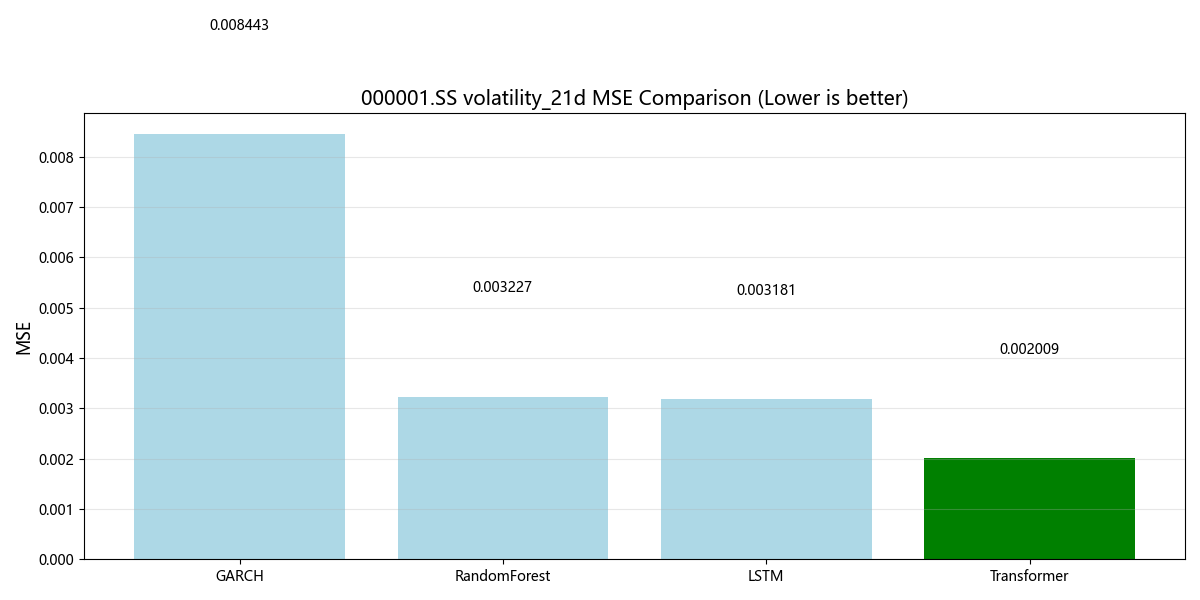 0.008443
000001.SS volatility_21d MSE Comparison (Lower is better)
MSE
0.008
0.007
0.006
0.005
0.004
0.003
0.002
0.001
0.000
0.003227
0.003181
0.002009
GARCH
RandomForest
LSTM
Transformer